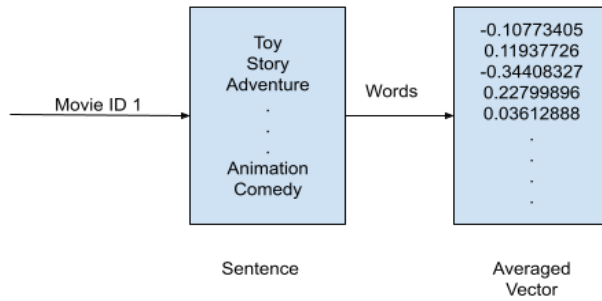 Movie ID 1
Toy
Story
Adventure
.
.
.
Animation
Comedy
Words
-0.10773405
0.11937726
-0.34408327
0.22799896
0.03612888
.
.
.
.
Sentence
Averaged
Vector